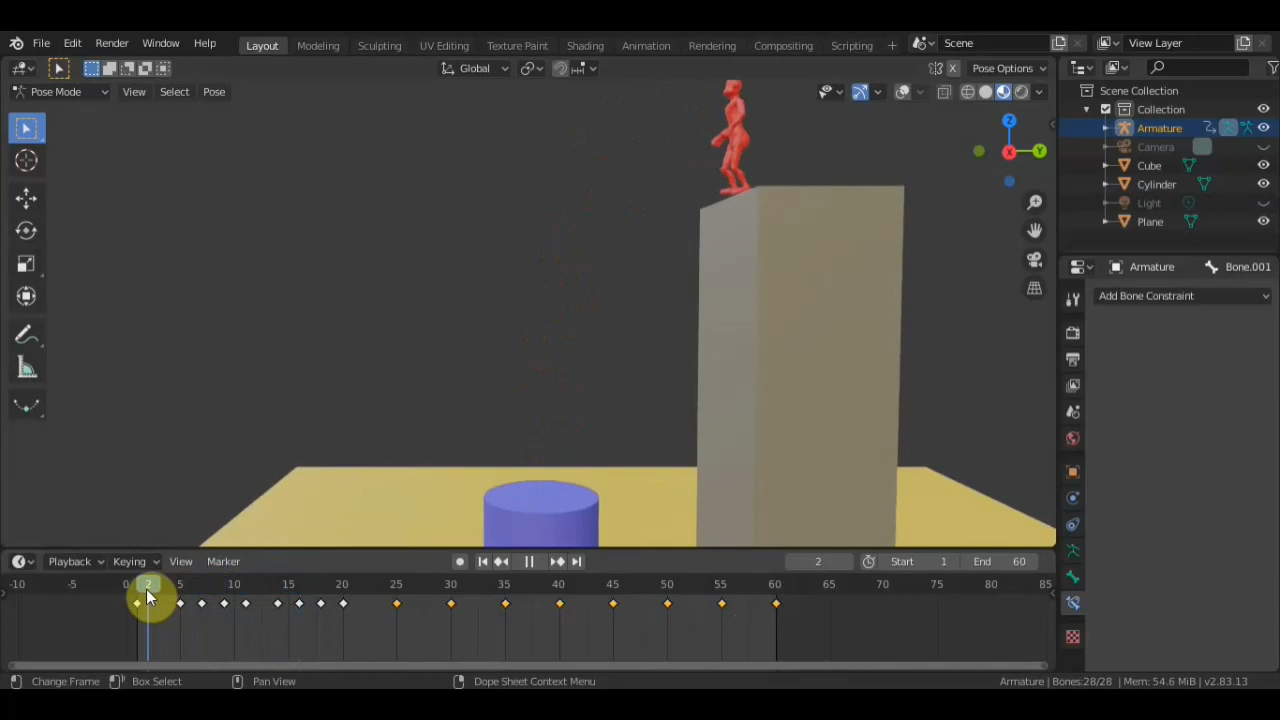 File Edit Render Window Help Layout Modeling Sculpting UV Editing Texture Paint Shading Animation Rendering Compositing Scripting + Scene View Layer
Global Pose Options
Pose Mode View Select Pose
Scene Collection
Collection
Armature
Camera
Cube
Cylinder
Light
Plane
Z
X
Y
X
Armature Bone.001
Add Bone Constraint
Playback Keying View Marker 2 Start 1 End 60
-10 -5 0 2 5 10 15 20 25 30 35 40 45 50 55 60 65 70 75 80 85
Change Frame Box Select Pan View Dope Sheet Context Menu Armature | Bones:28/28 | Mem: 54.6 MiB | v2.83.13